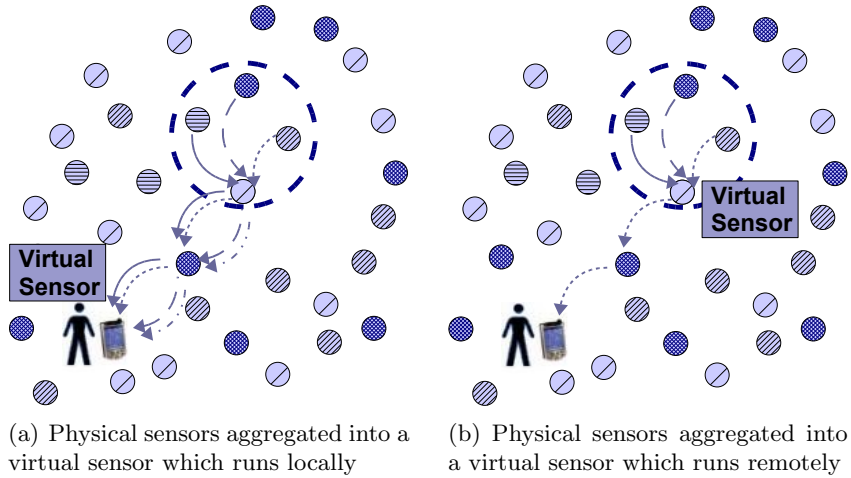 Virtual
Sensor
Virtual
Sensor
(a) Physical sensors aggregated into a
virtual sensor which runs locally
(b) Physical sensors aggregated into
a virtual sensor which runs remotely